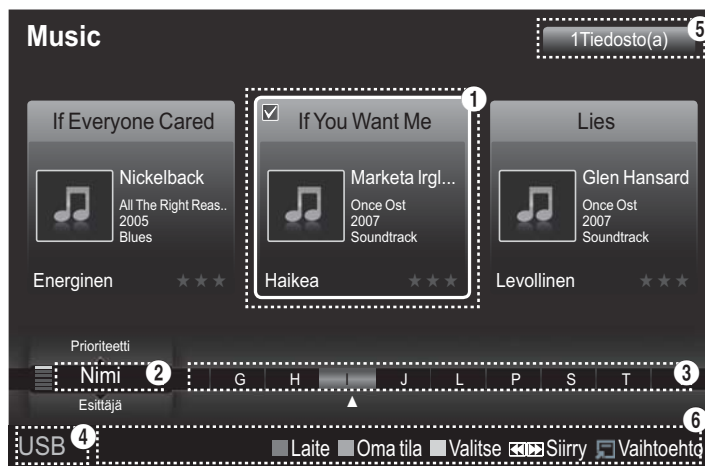 Music
1Tiedosto(a)
5
1
If Everyone Cared
Nickelback
All The Right Reas..
2005
Blues
Energinen
If You Want Me
Marketa Irgl...
Once Ost
2007
Soundtrack
Haikea
Lies
Glen Hansard
Once Ost
2007
Soundtrack
Levollinen
Prioriteetti
Nimi
2
Esittäjä
G H I J L P S T
3
6
USB
4
Laite Oma tila Valitse Siirry Vaihtoehto